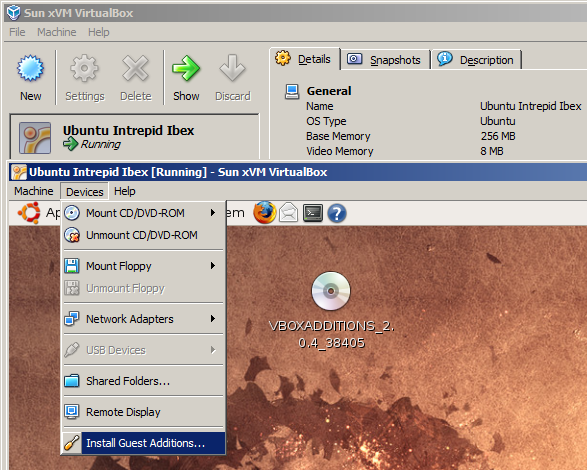 Sun xVM VirtualBox
File Machine Help
New Settings Delete Show Discard
Details Snapshots Description
General
Name Ubuntu Intrepid Ibex
OS Type Ubuntu
Base Memory 256 MB
Video Memory 8 MB
Ubuntu Intrepid Ibex
Running
Ubuntu Intrepid Ibex [Running] - Sun xVM VirtualBox
Machine Devices Help
Mount CD/DVD-ROM
Unmount CD/DVD-ROM
Mount Floppy
Unmount Floppy
Network Adapters
USB Devices
Shared Folders...
Remote Display
Install Guest Additions...
VBOXADDITIONS_2.
0.4_38405